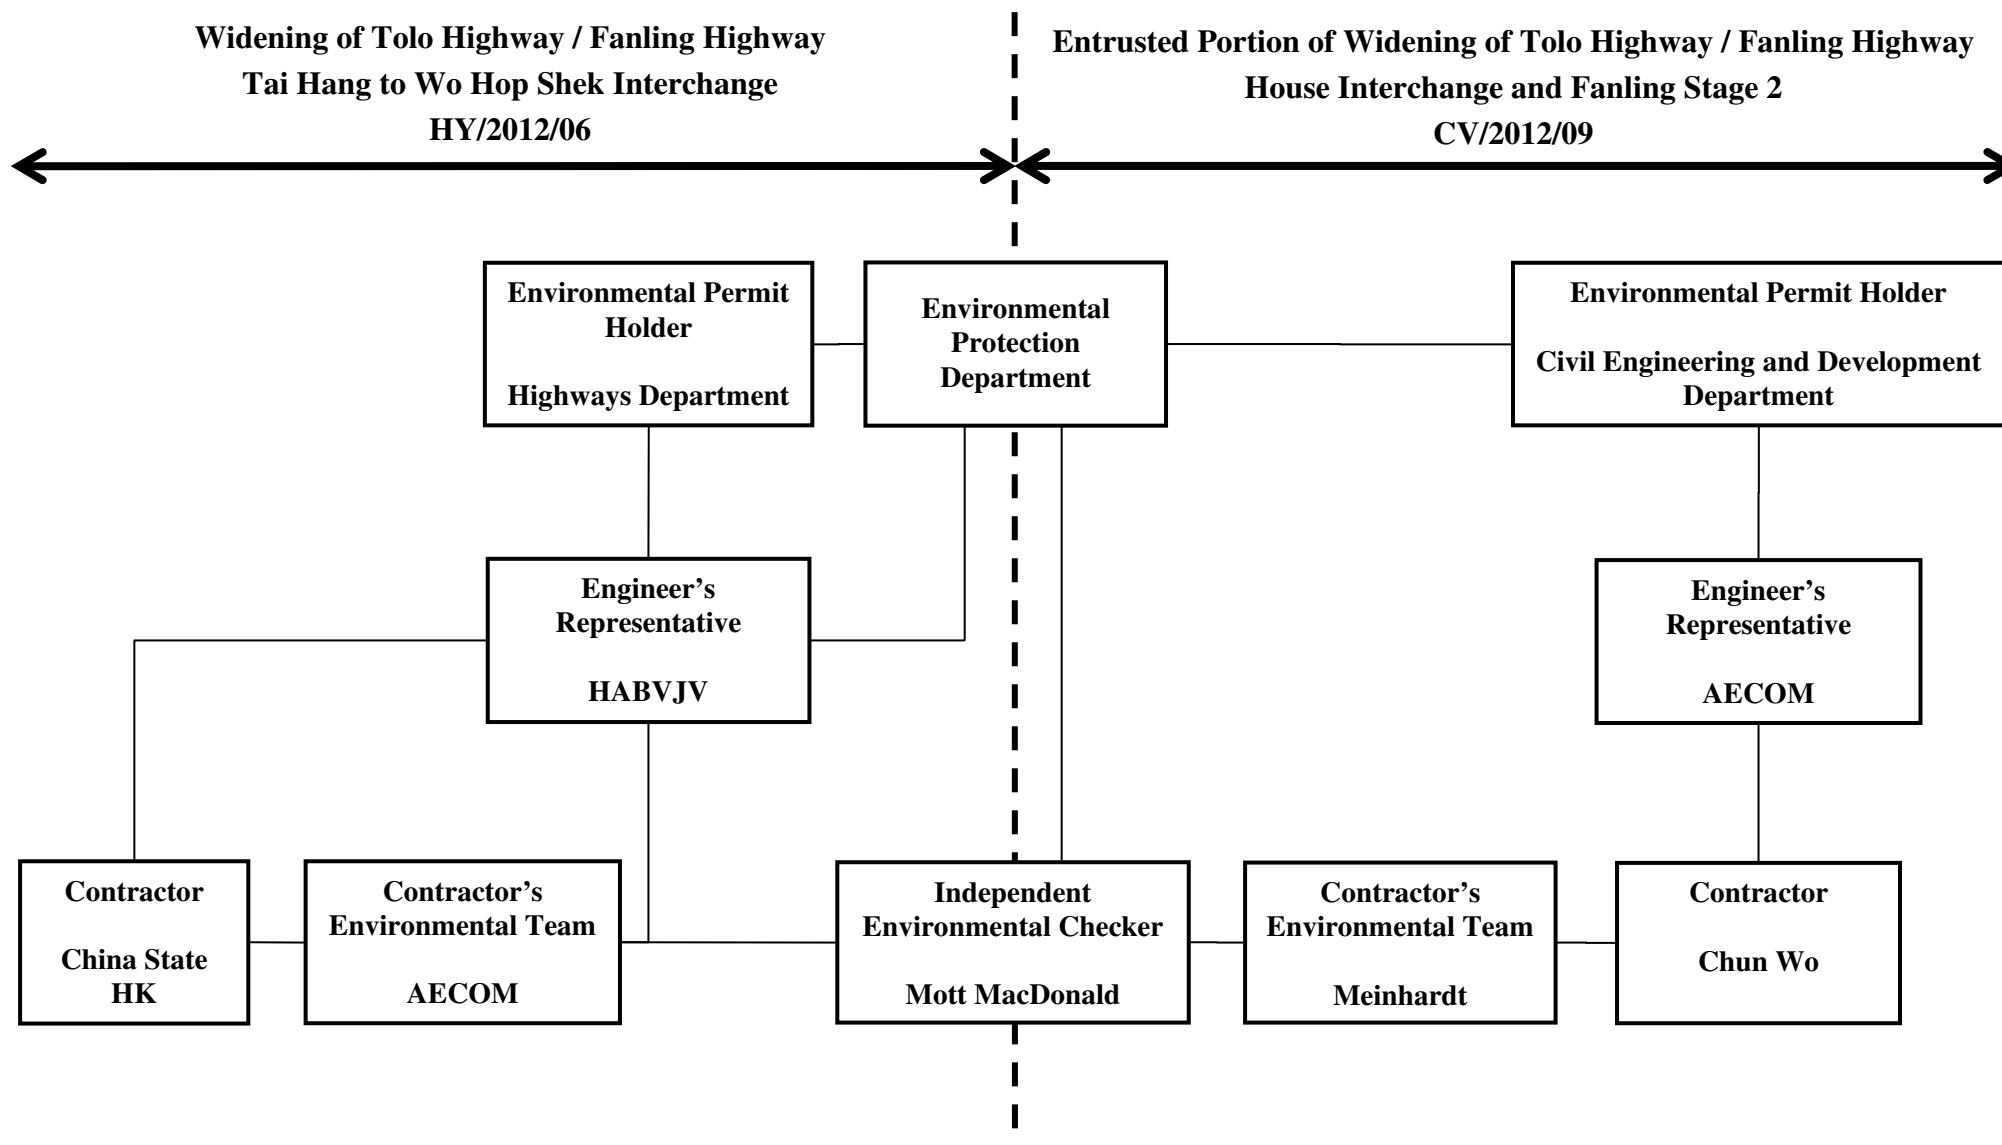 Widening of Tolo Highway / Fanling Highway
Tai Hang to Wo Hop Shek Interchange
HY/2012/06
Entrusted Portion of Widening of Tolo Highway / Fanling Highway
House Interchange and Fanling Stage 2
CV/2012/09
Environmental Permit
Holder
Highways Department
Environmental
Protection
Department
Environmental Permit Holder
Civil Engineering and Development
Department
Engineer’s
Representative
HABVJV
Engineer’s
Representative
AECOM
Contractor
China State
HK
Contractor’s
Environmental Team
AECOM
Independent
Environmental Checker
Mott MacDonald
Contractor’s
Environmental Team
Meinhardt
Contractor
Chun Wo